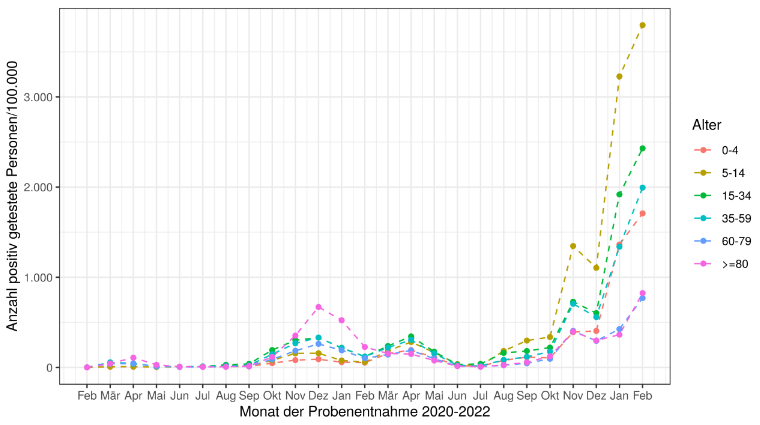 Anzahl positiv getestete Personen/100.000
3.000
2.000
1.000
0
Feb Mär Apr Mai Jun Jul Aug Sep Okt Nov Dez Jan Feb Mär Apr Mai Jun Jul Aug Sep Okt Nov Dez Jan Feb
Monat der Probenentnahme 2020-2022
Alter
0-4
5-14
15-34
35-59
60-79
>=80